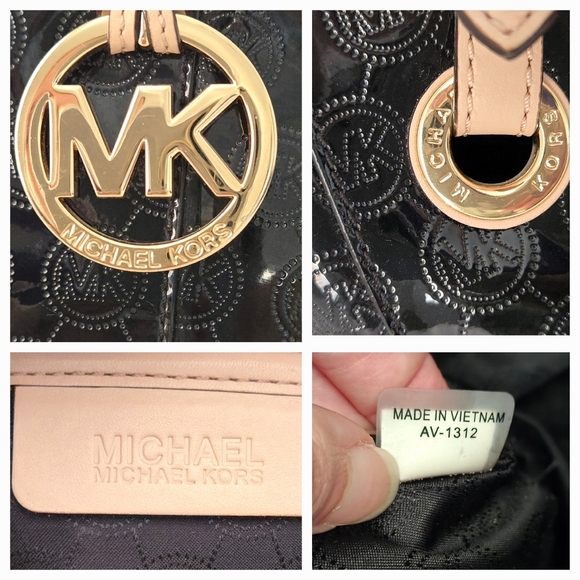 MK
MICHAEL KORS
MICHAEL KORS
MICHAEL
MICHAEL KORS
MADE IN VIETNAM
AV-1312